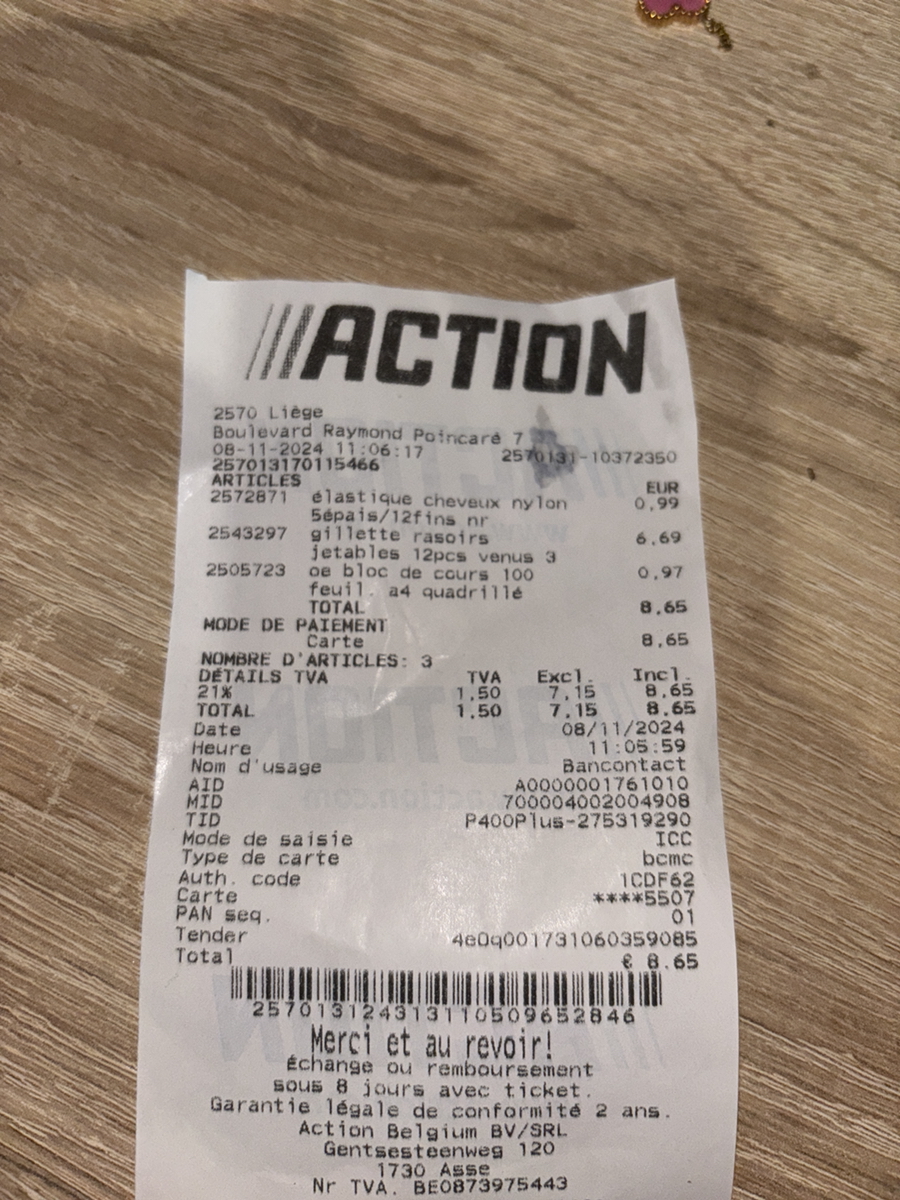 ///ACTION
2570 Liège
Boulevard Raymond Poincaré 7
08-11-2024 11:06:17 2570131-10372350
257013170115466
ARTICLES EUR
2572871 élastique cheveux nylon 0,99
5épais/12fins nr
2543297 gillette rasoirs 6,69
jetables 12pcs venus 3
2505723 oe bloc de cours 100 0,97
feuil. a4 quadrillé
TOTAL 8,65
MODE DE PAIEMENT
Carte 8,65
NOMBRE D'ARTICLES: 3
DÉTAILS TVA TVA Excl. Incl.
21% 1,50 7,15 8,65
TOTAL 1,50 7,15 8,65
Date 08/11/2024
Heure 11:05:59
Nom d'usage Bancontact
AID A0000001761010
MID 700004002004908
TID P400Plus-275319290
Mode de saisie ICC
Type de carte bcmc
Auth. code 1CDF62
Carte ****5507
PAN seq. 01
Tender 4e0q001731060359085
Total € 8.65
257013124313110509652846
Merci et au revoir!
Échange ou remboursement
sous 8 jours avec ticket.
Garantie légale de conformité 2 ans.
Action Belgium BV/SRL
Gentsesteenweg 120
1730 Asse
Nr TVA. BE0873975443